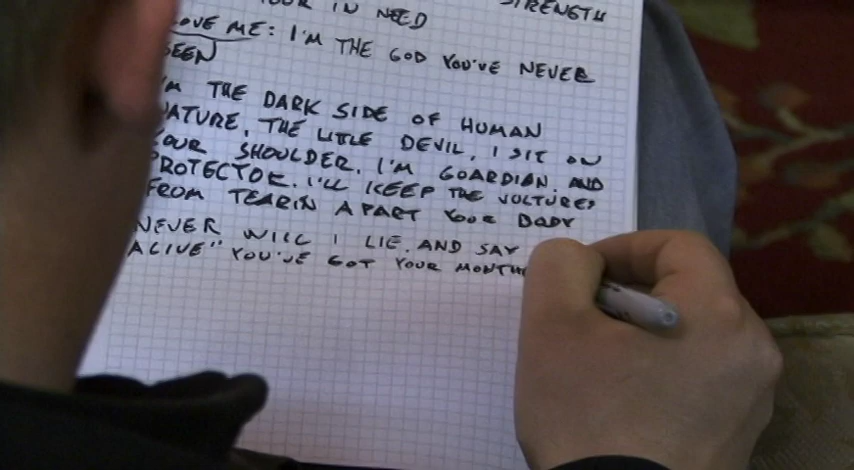 IN NEED STRENGTH
LOVE ME: I'M THE GOD YOU'VE NEVER
SEEN
I'M THE DARK SIDE OF HUMAN
NATURE. THE LITTLE DEVIL, I SIT ON
YOUR SHOULDER. I'M GOARDIAN. AND
PROTECTOR. I'LL KEEP THE VOLTURES
FROM TEARIN APART YOUR BODY
NEVER WILL I LIE. AND SAY
ALIVE" YOU'VE GOT YOUR MONTH